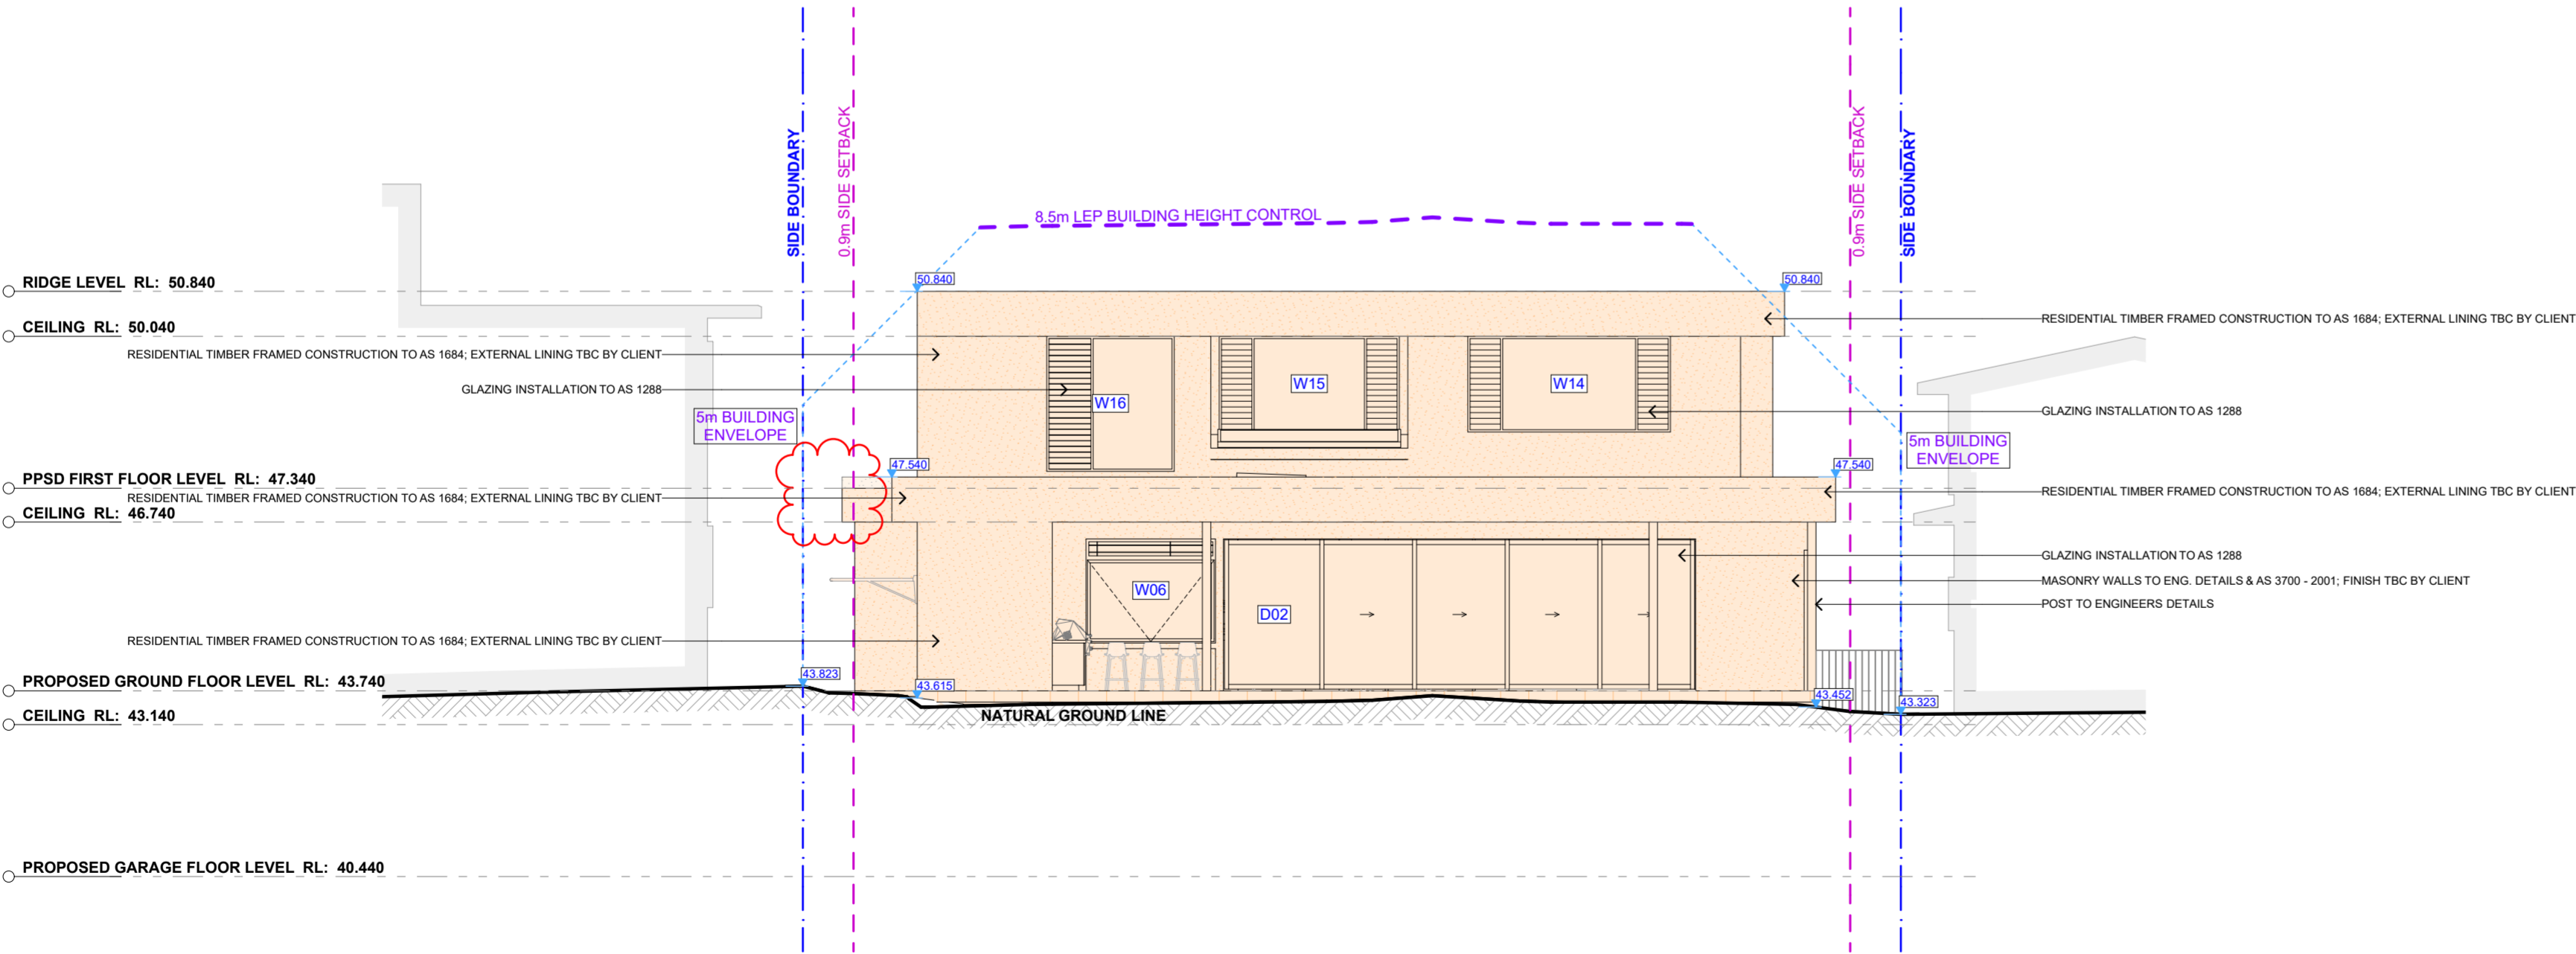 SIDE BOUNDARY
0.9m SIDE SETBACK
0.9m SIDE SETBACK
SIDE BOUNDARY
8.5m LEP BUILDING HEIGHT CONTROL
RIDGE LEVEL RL: 50.840
50.840
50.840
CEILING RL: 50.040
RESIDENTIAL TIMBER FRAMED CONSTRUCTION TO AS 1684; EXTERNAL LINING TBC BY CLIENT
RESIDENTIAL TIMBER FRAMED CONSTRUCTION TO AS 1684; EXTERNAL LINING TBC BY CLIENT
GLAZING INSTALLATION TO AS 1288
W16
W15
W14
GLAZING INSTALLATION TO AS 1288
5m BUILDING
ENVELOPE
5m BUILDING
ENVELOPE
47.540
47.540
PPSD FIRST FLOOR LEVEL RL: 47.340
RESIDENTIAL TIMBER FRAMED CONSTRUCTION TO AS 1684; EXTERNAL LINING TBC BY CLIENT
RESIDENTIAL TIMBER FRAMED CONSTRUCTION TO AS 1684; EXTERNAL LINING TBC BY CLIENT
CEILING RL: 46.740
GLAZING INSTALLATION TO AS 1288
W06
D02
MASONRY WALLS TO ENG. DETAILS & AS 3700 - 2001; FINISH TBC BY CLIENT
POST TO ENGINEERS DETAILS
RESIDENTIAL TIMBER FRAMED CONSTRUCTION TO AS 1684; EXTERNAL LINING TBC BY CLIENT
PROPOSED GROUND FLOOR LEVEL RL: 43.740
43.823
43.615
43.452
43.323
CEILING RL: 43.140
NATURAL GROUND LINE
PROPOSED GARAGE FLOOR LEVEL RL: 40.440